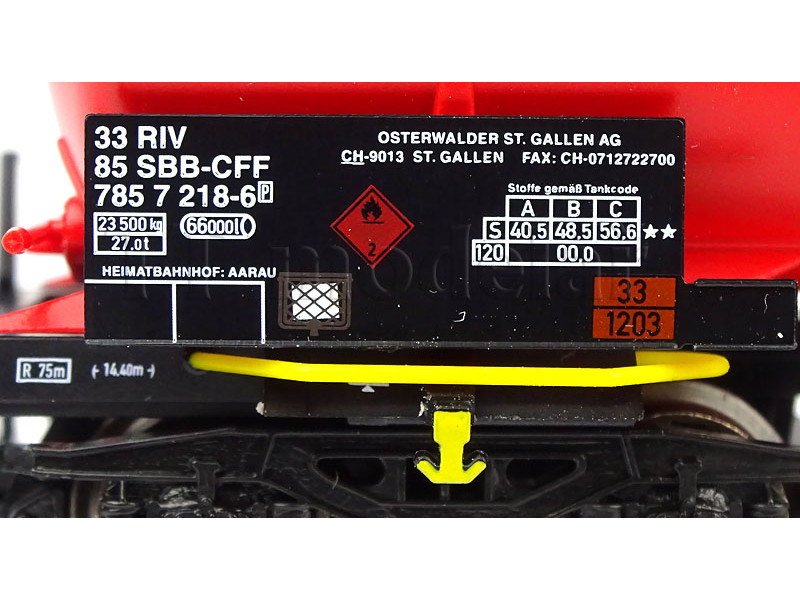 33 RIV
85 SBB-CFF
785 7 218-6 P
23 500 kg
27.0t
66000l
HEIMATBAHNHOF: AARAU
OSTERWALDER ST. GALLEN AG
CH-9013 ST. GALLEN FAX: CH-0712722700
Stoffe gemäß Tankcode
A B C
S 40,5 48,5 56,6 ★★
120 00,0
2
33
1203
R 75m
(- 14.40m -)